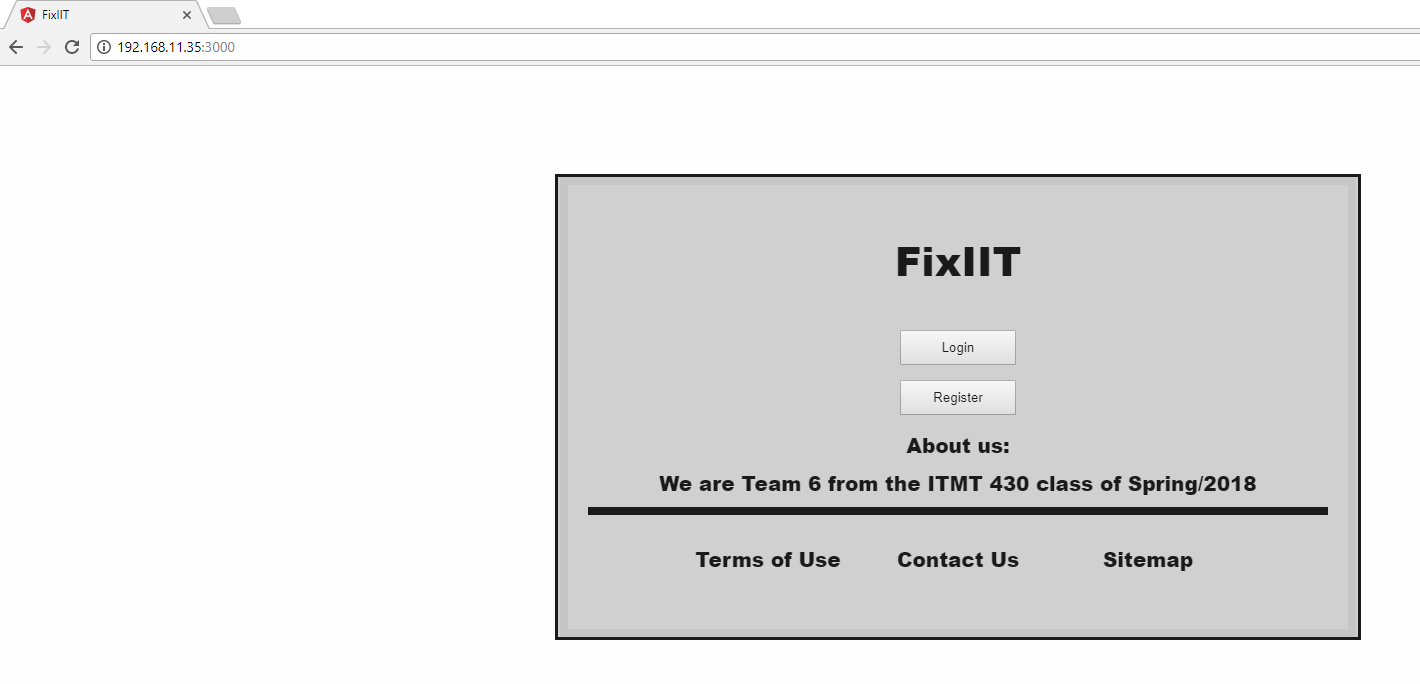 FixIIT
192.168.11.35:3000
FixIIT
Login
Register
About us:
We are Team 6 from the ITMT 430 class of Spring/2018
Terms of Use Contact Us Sitemap